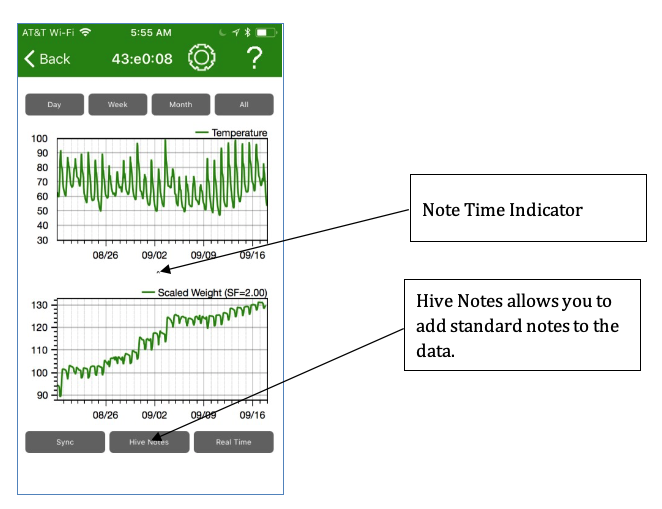 AT&T Wi-Fi 5:55 AM
Back 43:e0:08 ?
Day Week Month All
Temperature
100
90
80
70
60
50
40
30
08/26 09/02 09/09 09/16
Note Time Indicator
Scaled Weight (SF=2.00)
130
120
110
100
90
08/26 09/02 09/09 09/16
Hive Notes allows you to
add standard notes to the
data.
Sync Hive Notes Real Time